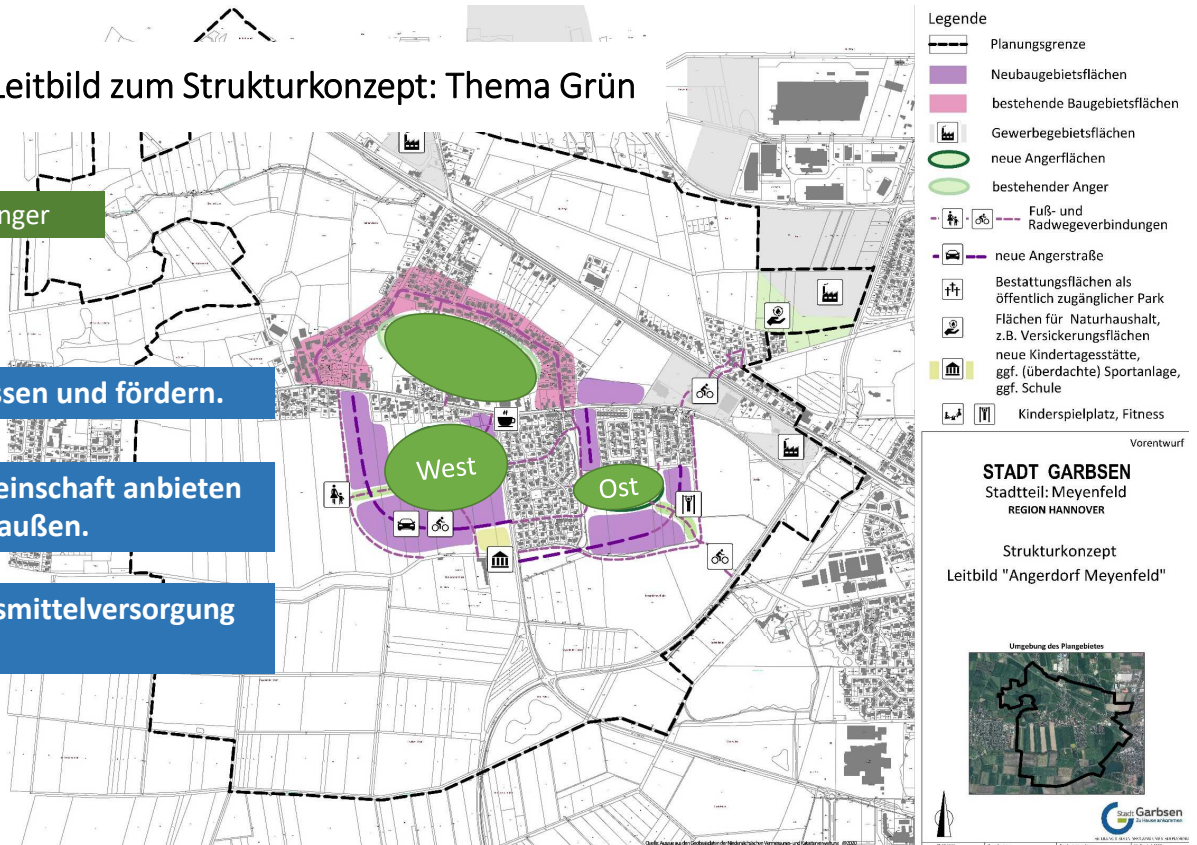 Leitbild zum Strukturkonzept: Thema Grün
nger
ssen und fördern.
einschaft anbieten
außen.
smittelversorgung
West
Ost
Legende
Planungsgrenze
Neubaugebietsflächen
bestehende Baugebietsflächen
Gewerbegebietsflächen
neue Angerflächen
bestehender Anger
Fuß- und
Radwegeverbindungen
neue Angerstraße
Bestattungsflächen als
öffentlich zugänglicher Park
Flächen für Naturhaushalt,
z.B. Versickerungsflächen
neue Kindertagesstätte,
ggf. (überdachte) Sportanlage,
ggf. Schule
Kinderspielplatz, Fitness
Vorentwurf
STADT GARBSEN
Stadtteil: Meyenfeld
REGION HANNOVER
Strukturkonzept
Leitbild "Angerdorf Meyenfeld"
Umgebung des Plangebietes
Stadt Garbsen
Zu Hause ankommen